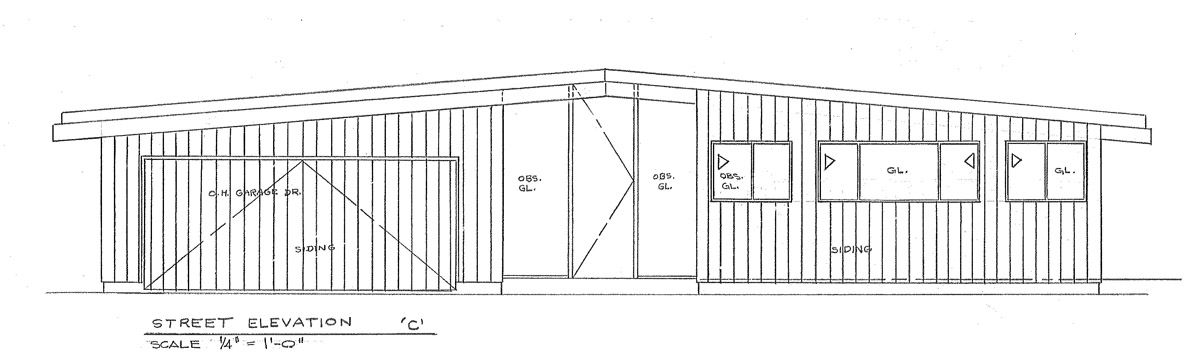 O.H. GARAGE DR.
SIDING
OBS.
GL.
OBS.
GL.
OBS.
GL.
GL.
GL.
SIDING
STREET ELEVATION 'C'
SCALE 1/4" = 1'-0"